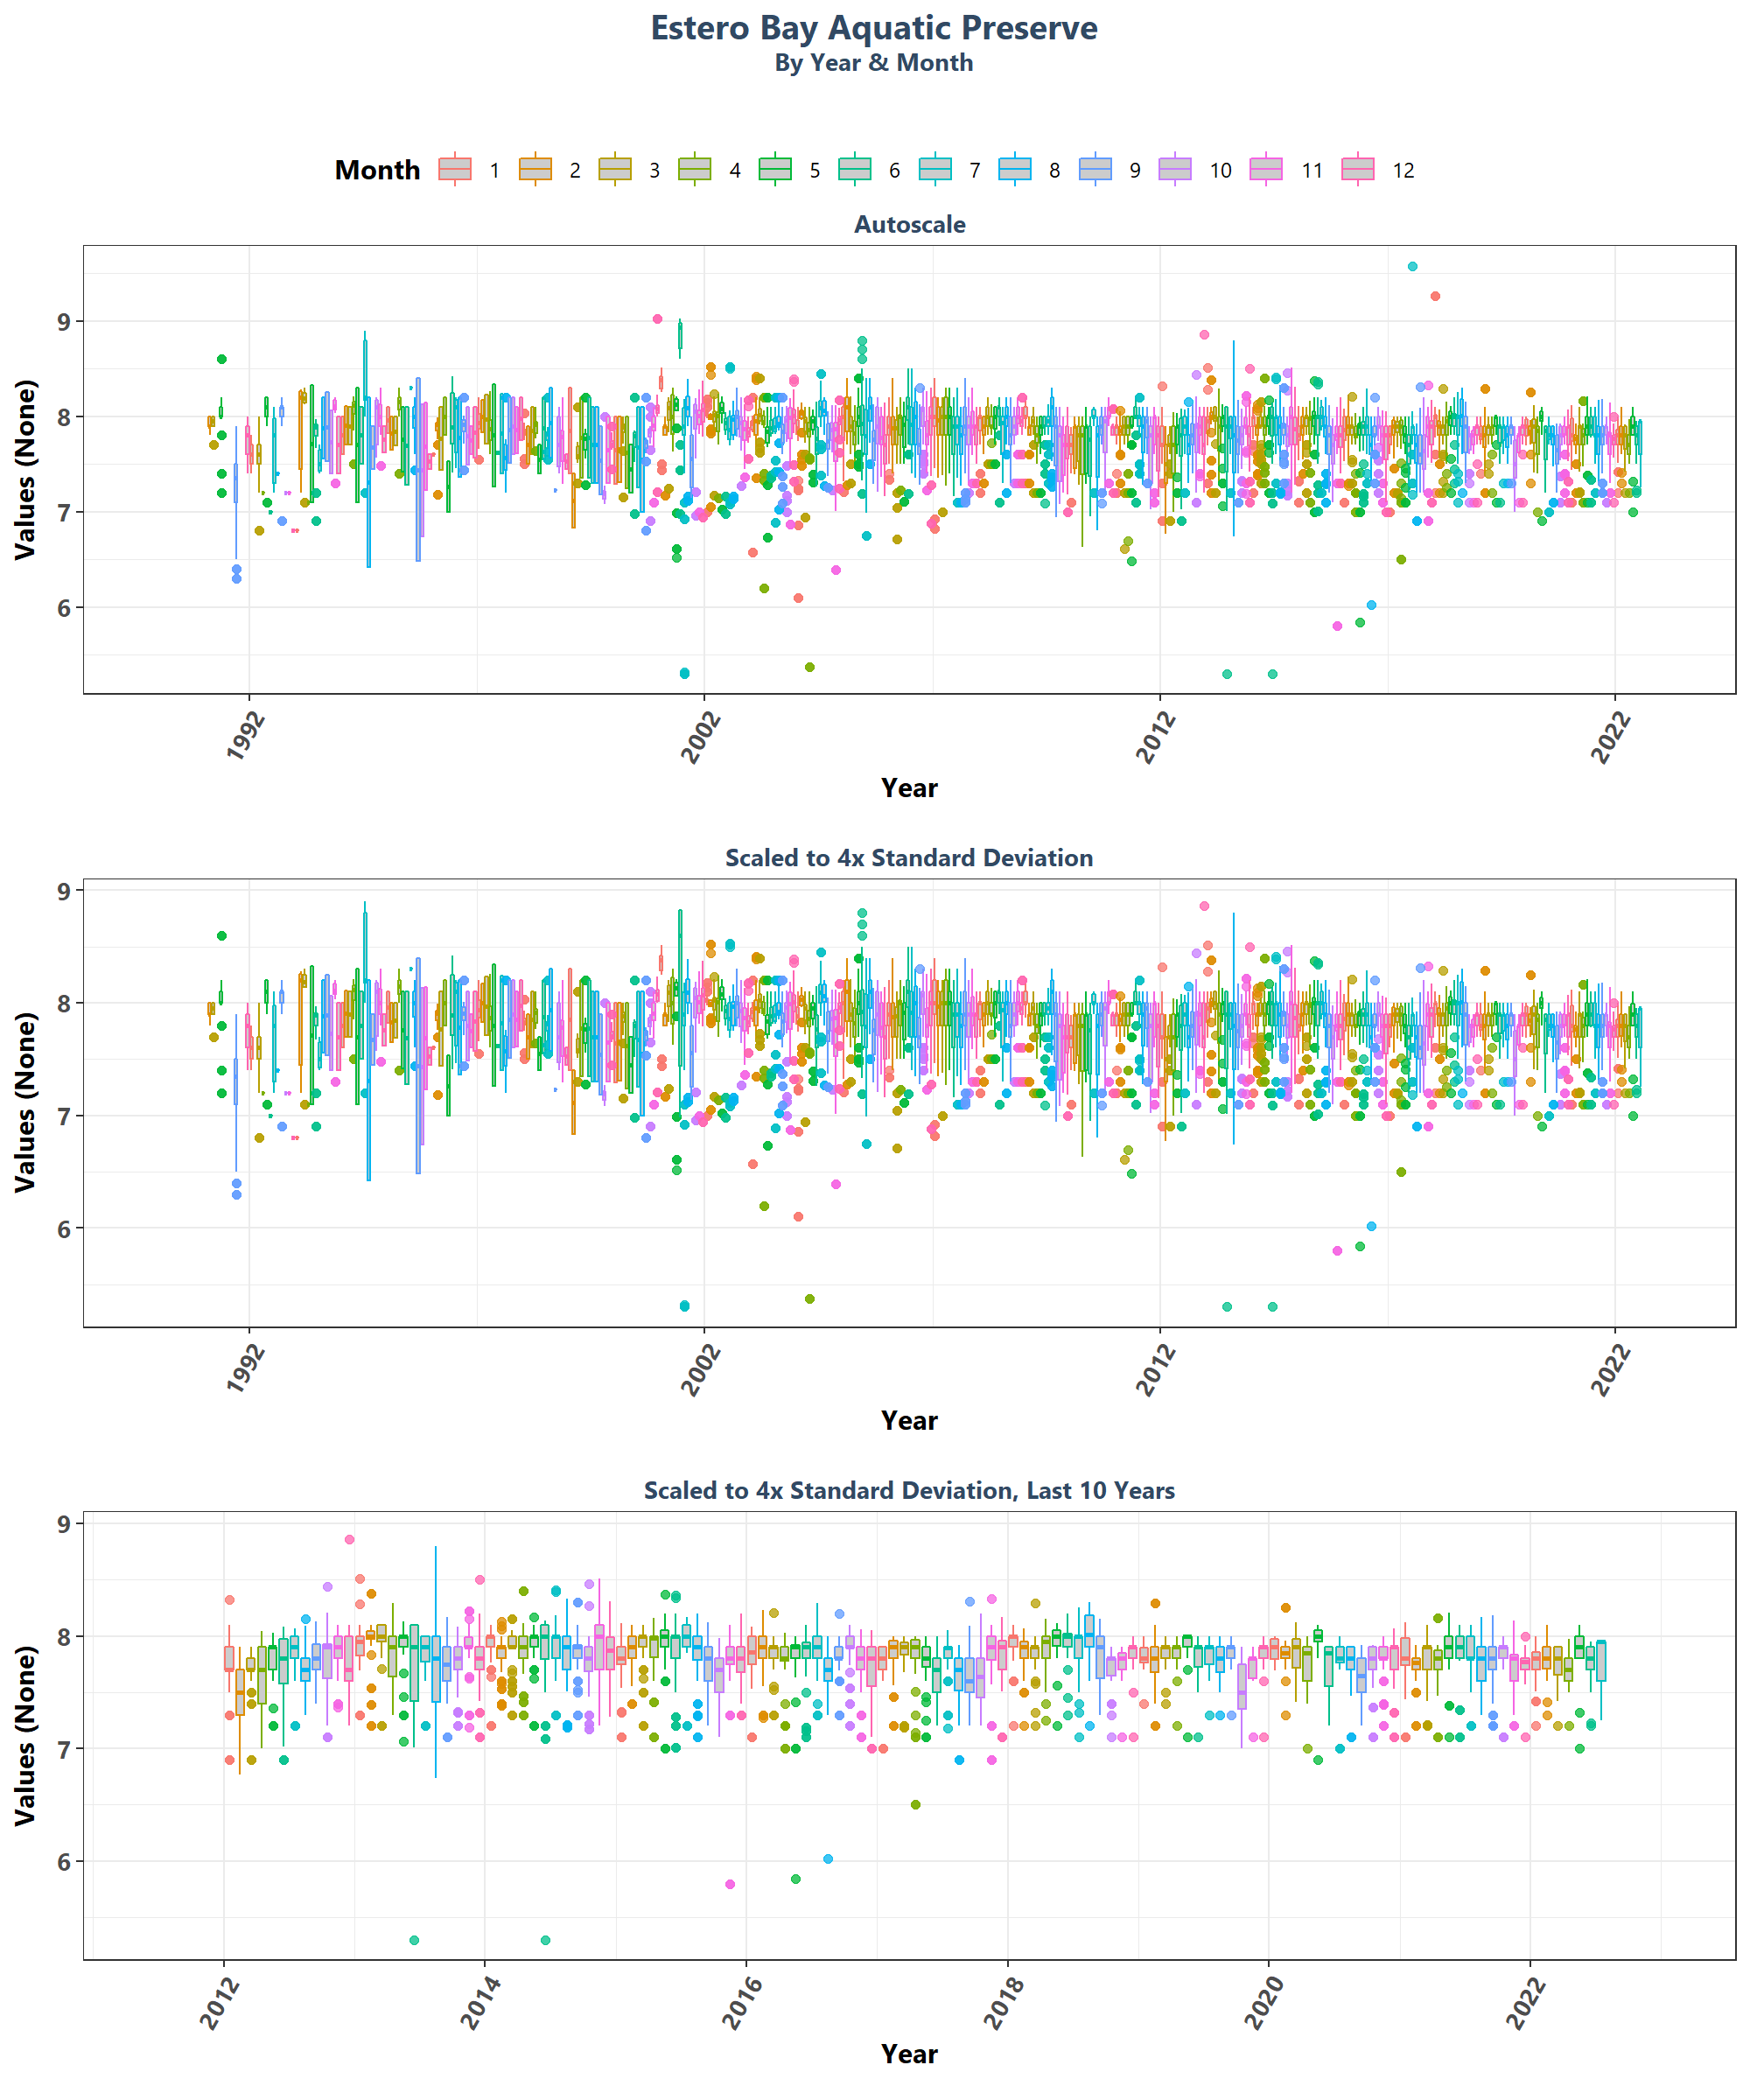 Estero Bay Aquatic Preserve
By Year & Month
Month 1 2 3 4 5 6 7 8 9 10 11 12
Autoscale
Values (None)
9
8
7
6
1992 2002 2012 2022
Year
Scaled to 4x Standard Deviation
Values (None)
9
8
7
6
1992 2002 2012 2022
Year
Scaled to 4x Standard Deviation, Last 10 Years
Values (None)
9
8
7
6
2012 2014 2016 2018 2020 2022
Year